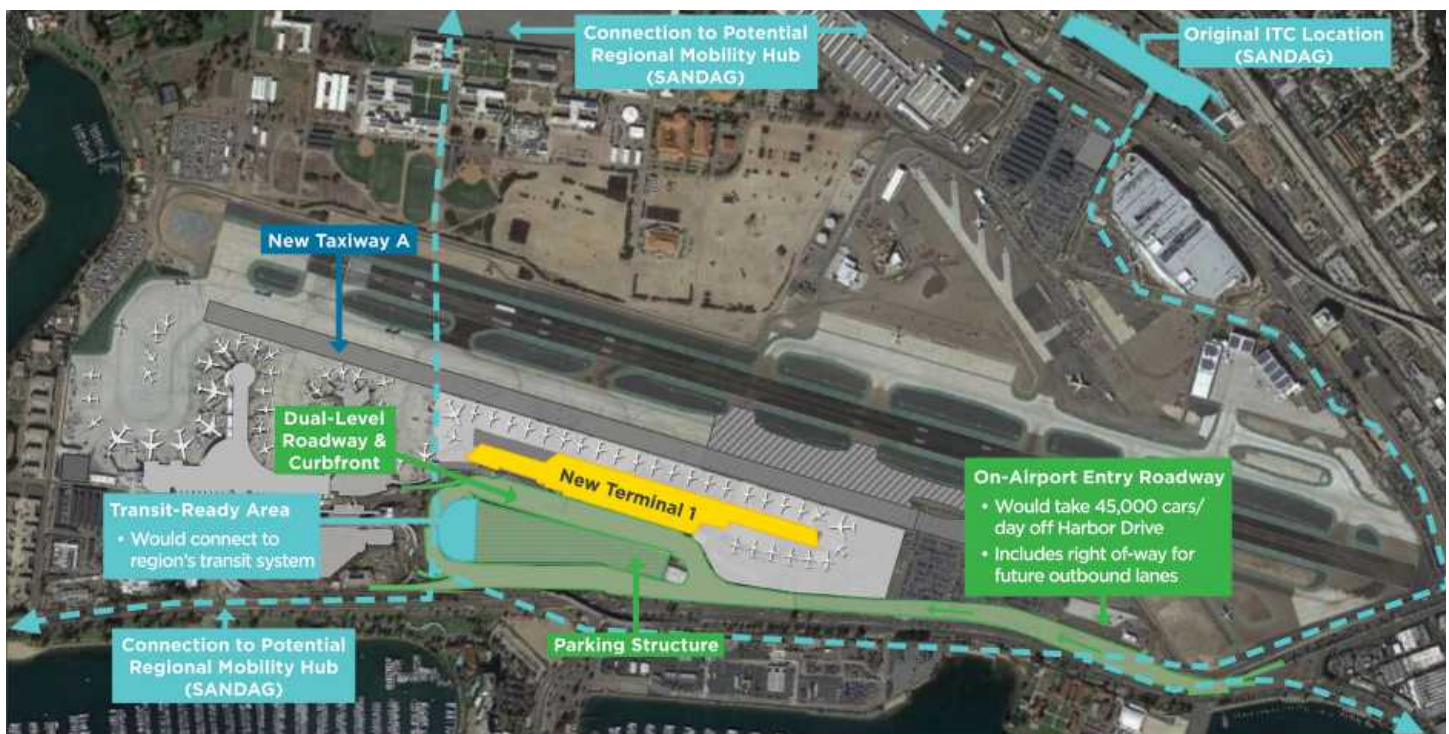 Connection to Potential
Regional Mobility Hub
(SANDAG)
Original ITC Location
(SANDAG)
New Taxiway A
Dual-Level
Roadway &
Curbfront
New Terminal 1
On-Airport Entry Roadway
• Would take 45,000 cars/
day off Harbor Drive
• Includes right of-way for
future outbound lanes
Transit-Ready Area
• Would connect to
region's transit system
Parking Structure
Connection to Potential
Regional Mobility Hub
(SANDAG)